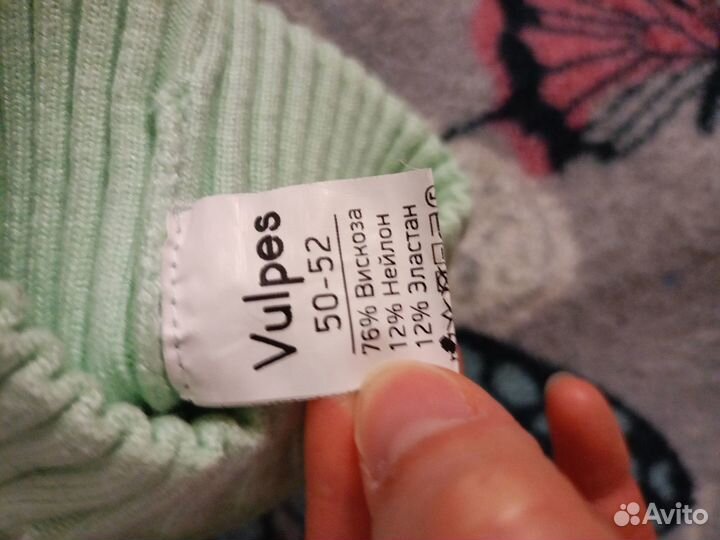 Vulpes
50-52
76% Вискоза
12% Нейлон
12% Эластан
Avito